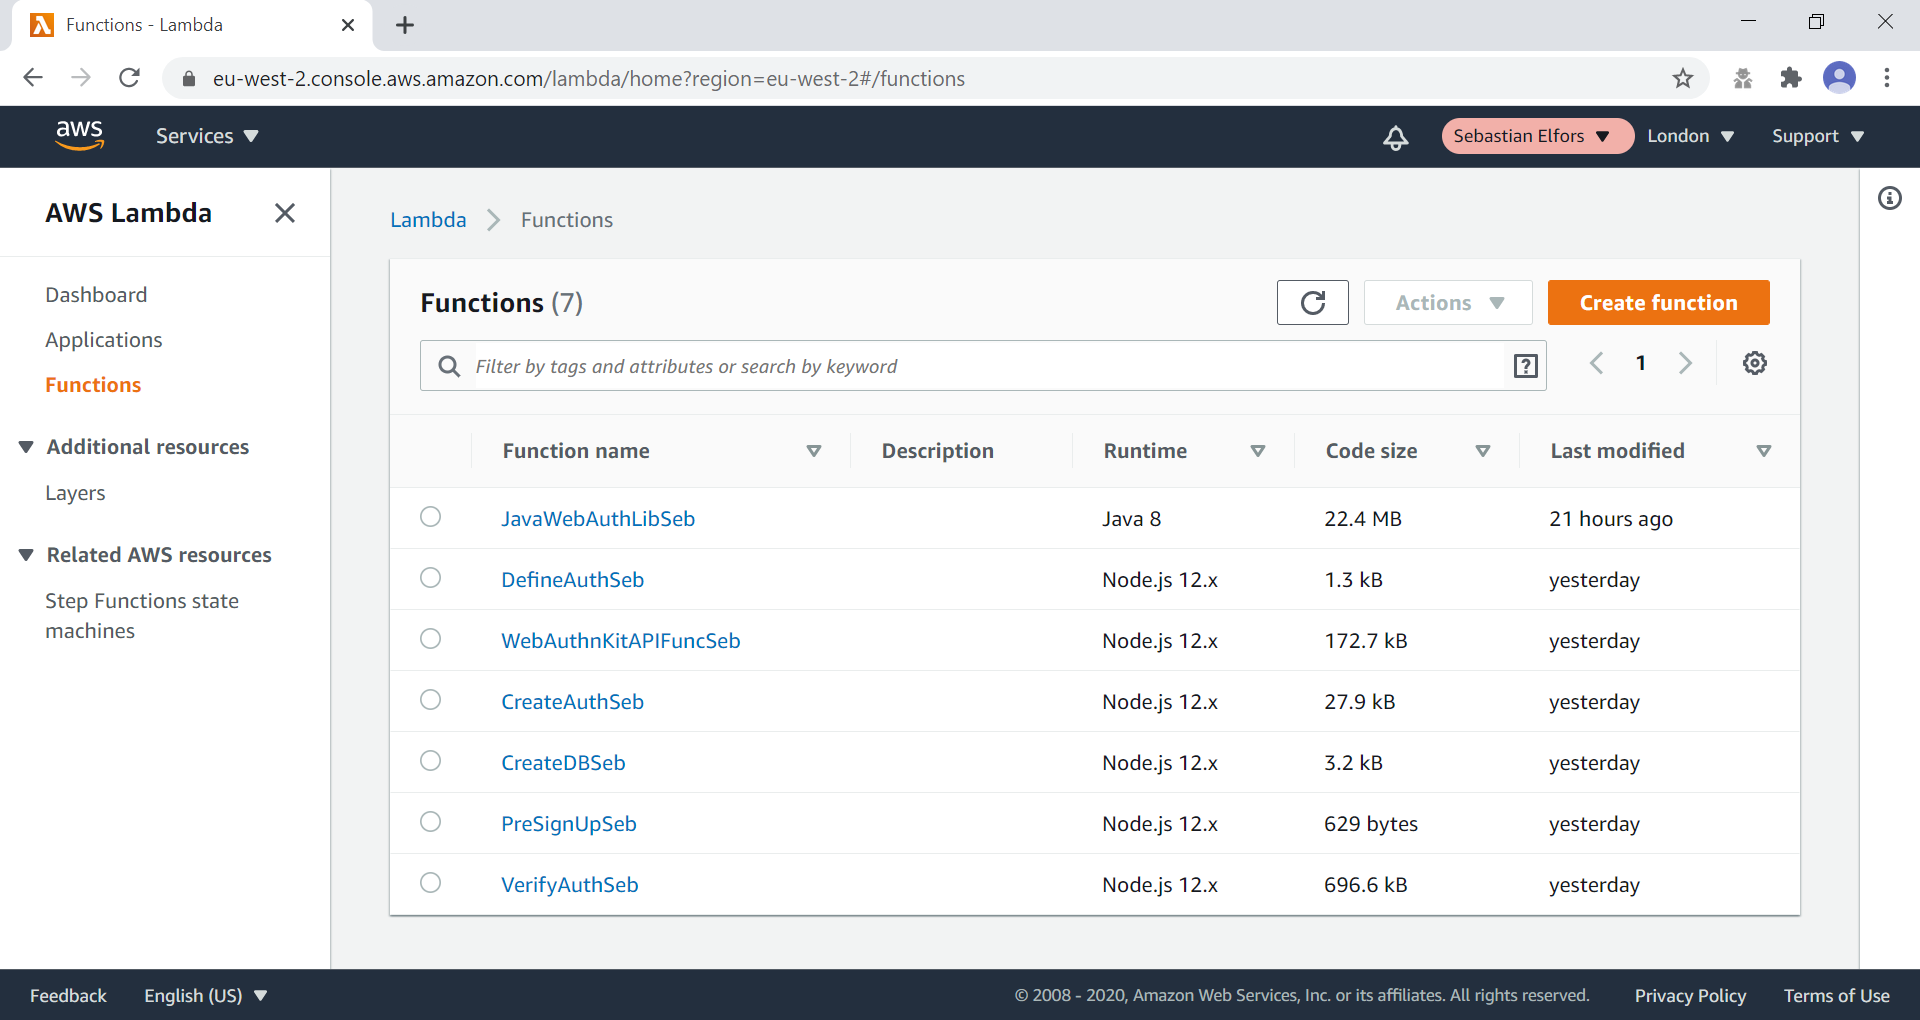 Functions - Lambda
eu-west-2.console.aws.amazon.com/lambda/home?region=eu-west-2#/functions
aws Services Sebastian Elfors London Support
AWS Lambda
Dashboard
Applications
Functions
Additional resources
Layers
Related AWS resources
Step Functions state
machines
Lambda Functions
Functions (7) Actions Create function
Filter by tags and attributes or search by keyword ? 1
Function name Description Runtime Code size Last modified
JavaWebAuthLibSeb Java 8 22.4 MB 21 hours ago
DefineAuthSeb Node.js 12.x 1.3 kB yesterday
WebAuthnKitAPIFuncSeb Node.js 12.x 172.7 kB yesterday
CreateAuthSeb Node.js 12.x 27.9 kB yesterday
CreateDBSeb Node.js 12.x 3.2 kB yesterday
PreSignUpSeb Node.js 12.x 629 bytes yesterday
VerifyAuthSeb Node.js 12.x 696.6 kB yesterday
Feedback English (US) © 2008 - 2020, Amazon Web Services, Inc. or its affiliates. All rights reserved. Privacy Policy Terms of Use